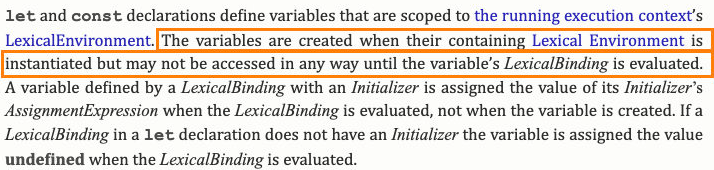 let and const declarations define variables that are scoped to the running execution context’s
LexicalEnvironment. The variables are created when their containing Lexical Environment is
instantiated but may not be accessed in any way until the variable’s LexicalBinding is evaluated.
A variable defined by a LexicalBinding with an Initializer is assigned the value of its Initializer’s
AssignmentExpression when the LexicalBinding is evaluated, not when the variable is created. If a
LexicalBinding in a let declaration does not have an Initializer the variable is assigned the value
undefined when the LexicalBinding is evaluated.